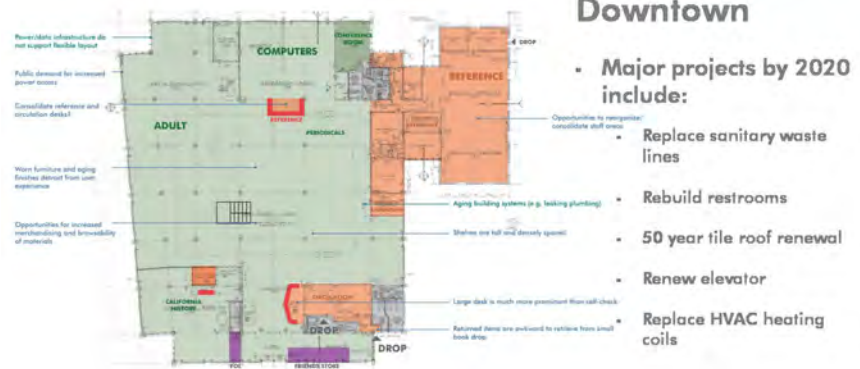 Downtown
Power/data infrastructure do
not support flexible layout
Public demand for increased
power access
Consolidate reference and
circulation desks?
Worn furniture and aging
finishes detract from user
experience
Opportunities for increased
merchandising and browsability
of materials
COMPUTERS
CONFERENCE
ROOM
REFERENCE
ADULT
REFERENCE
PERIODICALS
CALIFORNIA
HISTORY
CIRCULATION
DROP
DROP
DROP
FOL
FRIENDS STORE
Opportunities to reorganize/
consolidate staff areas
Aging building systems (e.g. leaking plumbing)
Shelves are tall and densely spaced
Large desk is much more prominent than self-check
Returned items are awkward to retrieve from small
book drop
▪ Major projects by 2020
include:
▪ Replace sanitary waste
lines
▪ Rebuild restrooms
▪ 50 year tile roof renewal
▪ Renew elevator
▪ Replace HVAC heating
coils